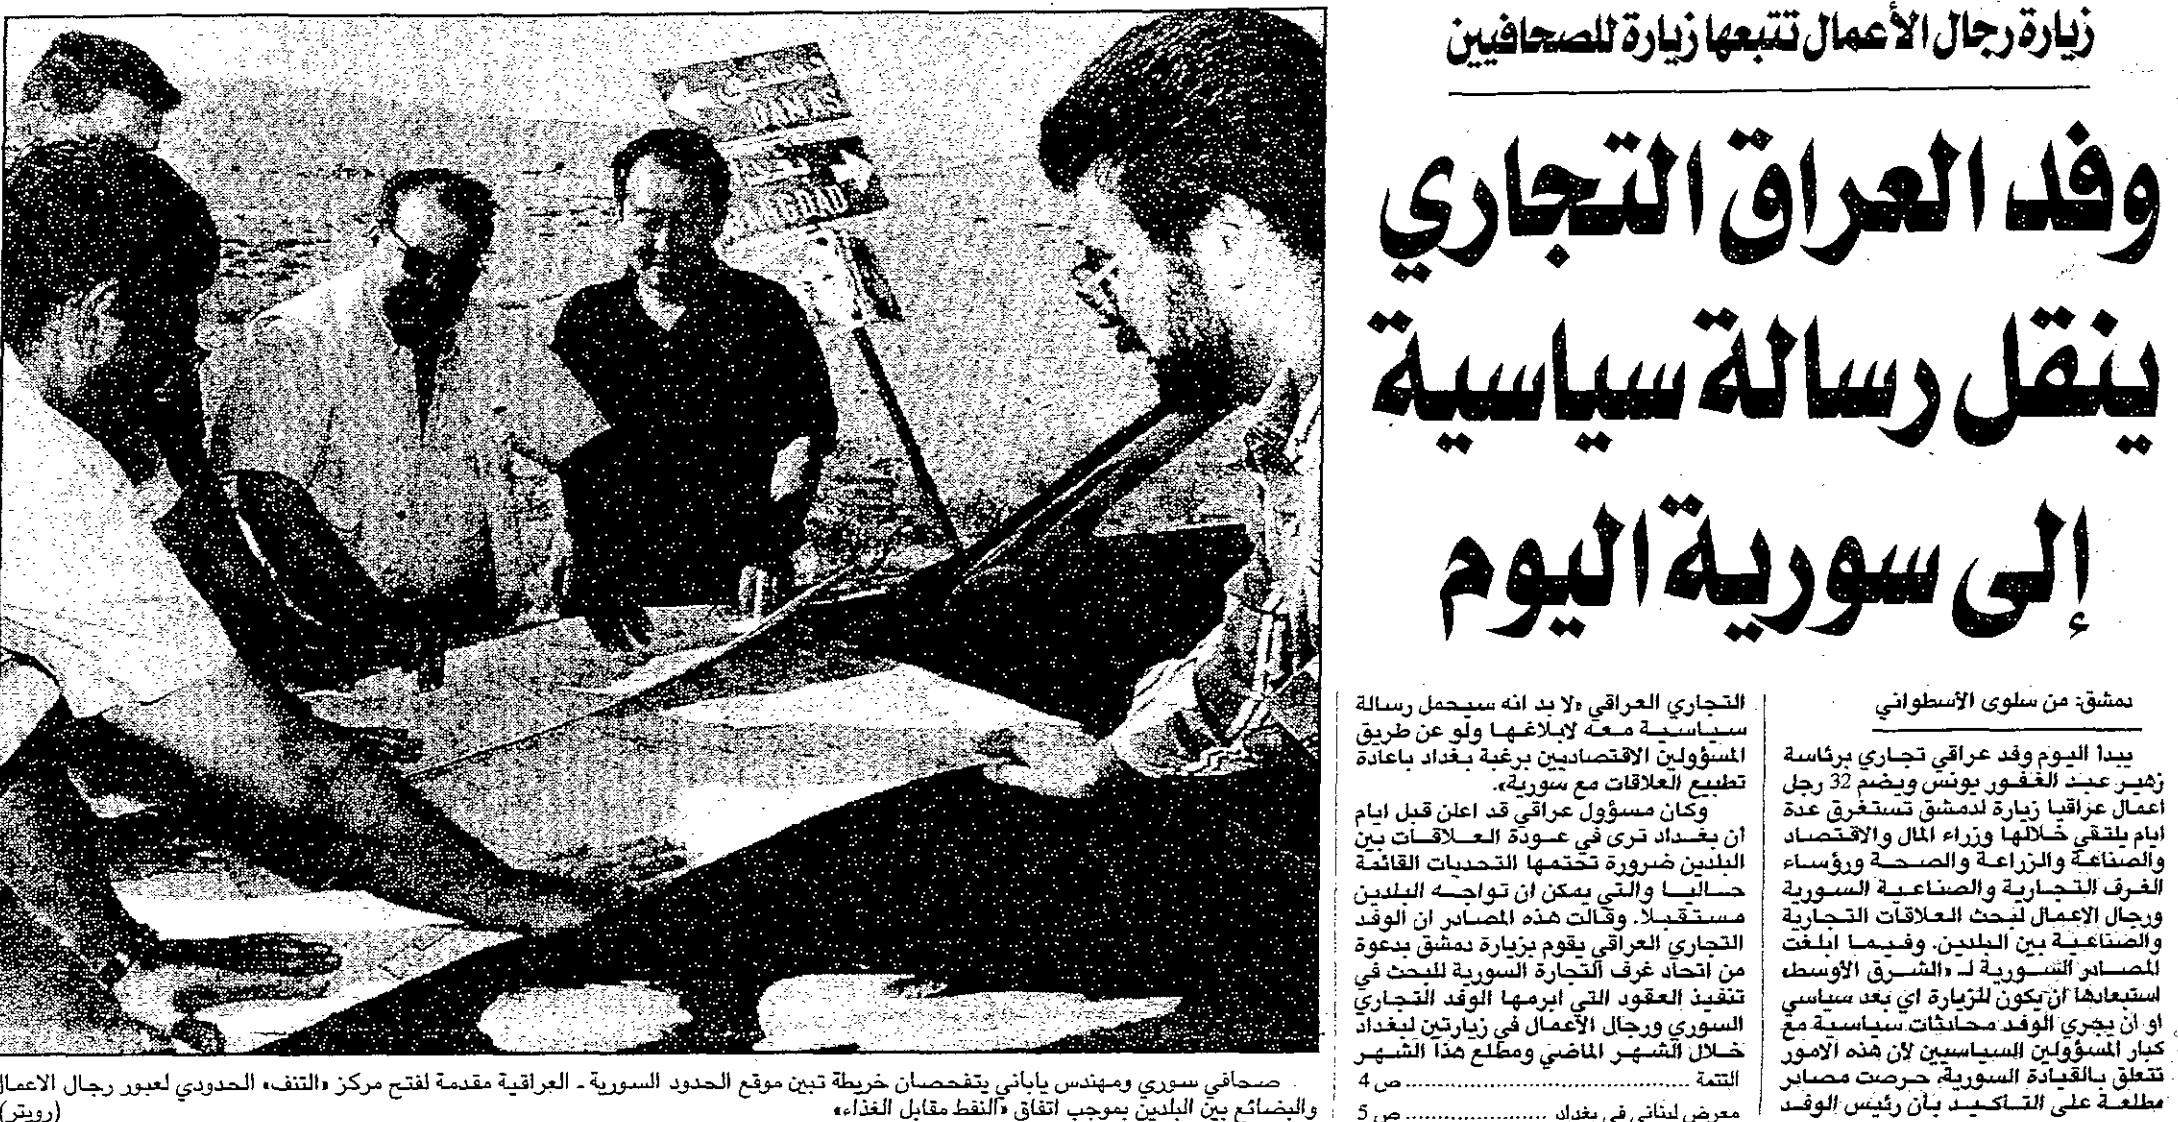 زيارة رجال الأعمال تتبعها زيارة للصحافيين
وفد العراق التجاري
ينقل رسالة سياسية
إلى سورية اليوم
دمشق: من سلوى الأسطواني
يبدا اليوم وفد عراقي تجاري برئاسة
زهير عبد الغفور يونس ويضم 32 رجل
اعمال عراقيا زيارة لدمشق تستغرق عدة
ايام يلتقي خلالها وزراء المال والاقتصاد
والصناعة والزراعة والصحة ورؤساء
الغرف التجارية والصناعية السورية
ورجال الاعمال لبحث العلاقات التجارية
والصناعية بين البلدين. وفيما ابلغت
المصادر السورية لـ «الشرق الأوسط»
استبعادها ان يكون للزيارة اي بعد سياسي
او ان يجري الوفد محادثات سياسية مع
كبار المسؤولين السياسيين لان هذه الامور
تتعلق بالقيادة السورية، حرصت مصادر
مطلعة على التاكيد بان رئيس الوفد
التجاري العراقي «لا بد انه سيحمل رسالة
سياسية معه لابلاغها ولو عن طريق
المسؤولين الاقتصاديين برغبة بغداد باعادة
تطبيع العلاقات مع سورية».
وكان مسؤول عراقي قد اعلن قبل ايام
ان بغداد ترى في عودة العلاقات بين
البلدين ضرورة تحتمها التحديات القائمة
حاليا والتي يمكن ان تواجه البلدين
مستقبلا. وقالت هذه المصادر ان الوفد
التجاري العراقي يقوم بزيارة دمشق بدعوة
من اتحاد غرف التجارة السورية للبحث في
تنفيذ العقود التي ابرمها الوفد التجاري
السوري ورجال الاعمال في زيارتين لبغداد
خلال الشهر الماضي ومطلع هذا الشهر
التتمة ........................................ ص 4
معرض لبناني في بغداد .................... ص 5
DAMAS
BAGDAD
صحافي سوري ومهندس ياباني يتفحصان خريطة تبين موقع الحدود السورية - العراقية مقدمة لفتح مركز «التنف» الحدودي لعبور رجال الاعمال
والبضائع بين البلدين بموجب اتفاق «النفط مقابل الغذاء» (رويتر)